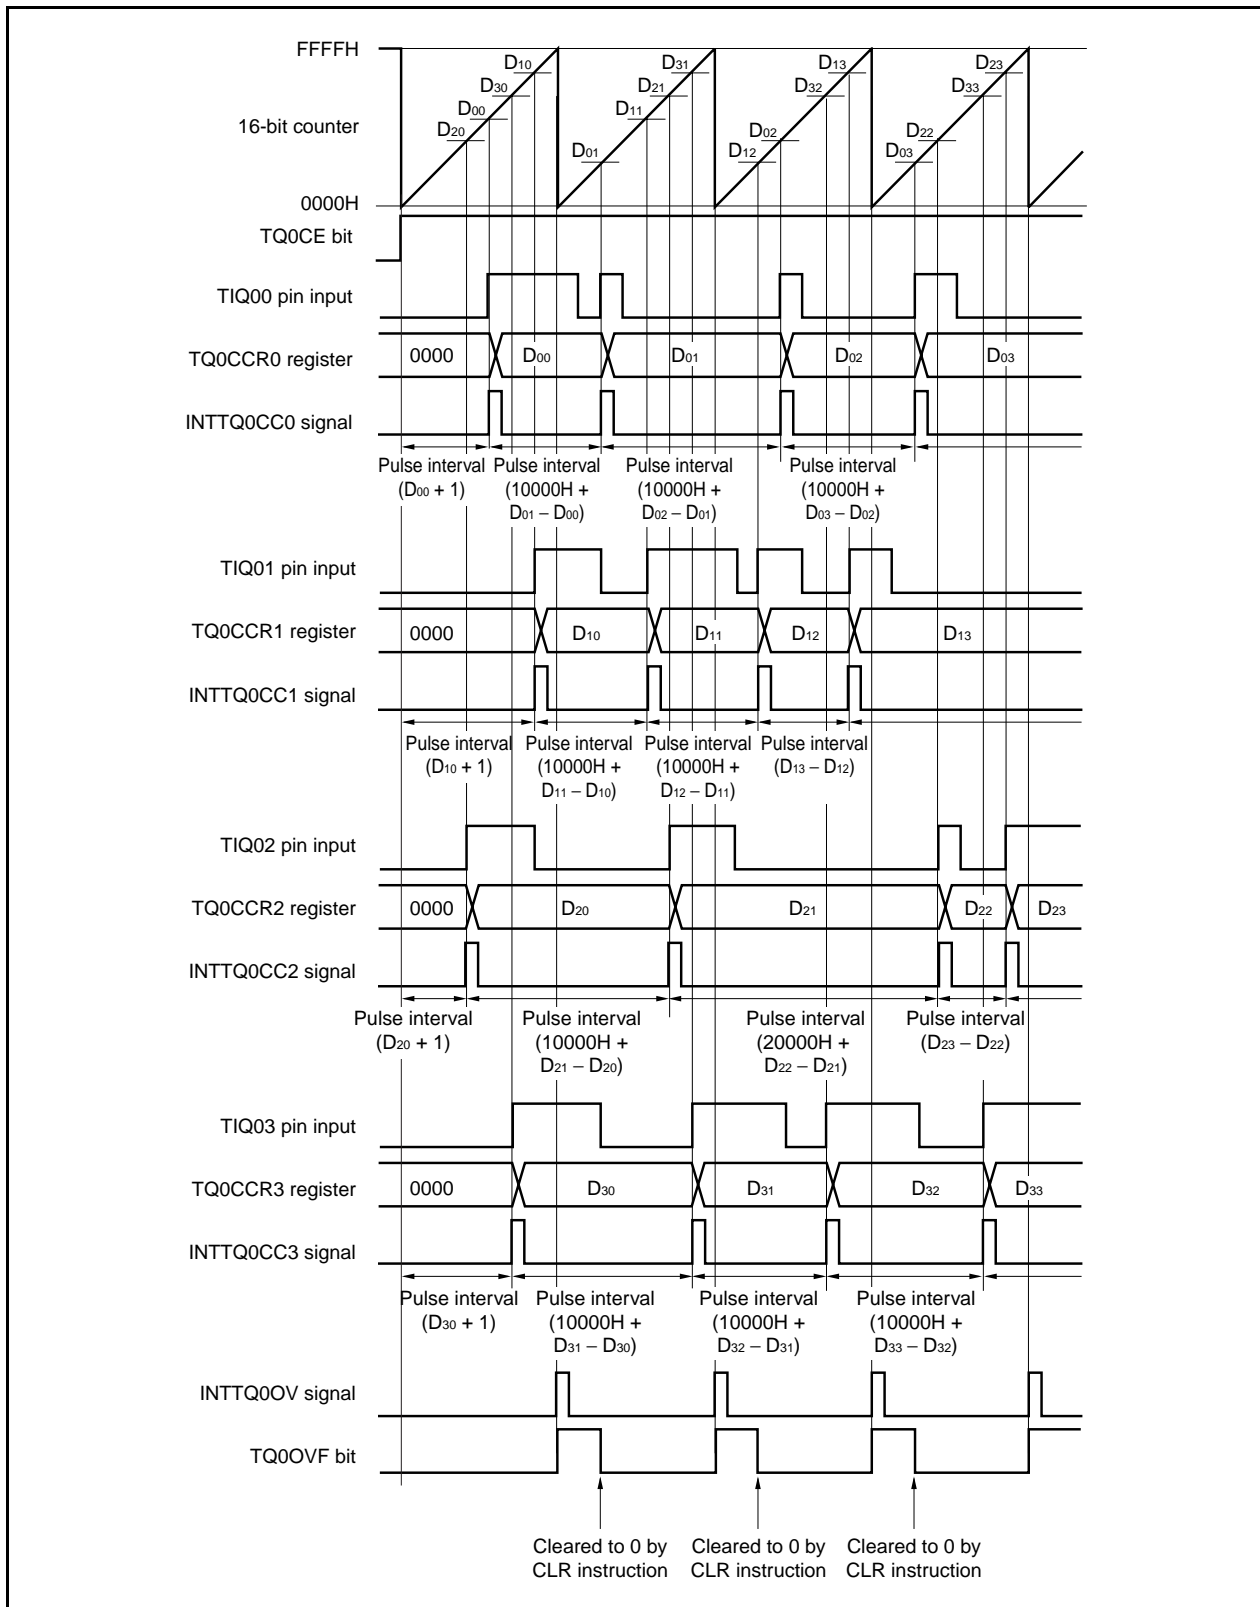 FFFFH
D10
D31
D13
D23
D30
D21
D32
D33
D00
D11
16-bit counter
D20
D02
D22
D01
D12
D03
0000H
TQ0CE bit
TIQ00 pin input
TQ0CCR0 register
0000
D00
D01
D02
D03
INTTQ0CC0 signal
Pulse interval
(D00 + 1)
Pulse interval
(10000H +
D01 – D00)
Pulse interval
(10000H +
D02 – D01)
Pulse interval
(10000H +
D03 – D02)
TIQ01 pin input
TQ0CCR1 register
0000
D10
D11
D12
D13
INTTQ0CC1 signal
Pulse interval
(D10 + 1)
Pulse interval
(10000H +
D11 – D10)
Pulse interval
(10000H +
D12 – D11)
Pulse interval
(D13 – D12)
TIQ02 pin input
TQ0CCR2 register
0000
D20
D21
D22
D23
INTTQ0CC2 signal
Pulse interval
(D20 + 1)
Pulse interval
(10000H +
D21 – D20)
Pulse interval
(20000H +
D22 – D21)
Pulse interval
(D23 – D22)
TIQ03 pin input
TQ0CCR3 register
0000
D30
D31
D32
D33
INTTQ0CC3 signal
Pulse interval
(D30 + 1)
Pulse interval
(10000H +
D31 – D30)
Pulse interval
(10000H +
D32 – D31)
Pulse interval
(10000H +
D33 – D32)
INTTQ0OV signal
TQ0OVF bit
Cleared to 0 by
CLR instruction
Cleared to 0 by
CLR instruction
Cleared to 0 by
CLR instruction